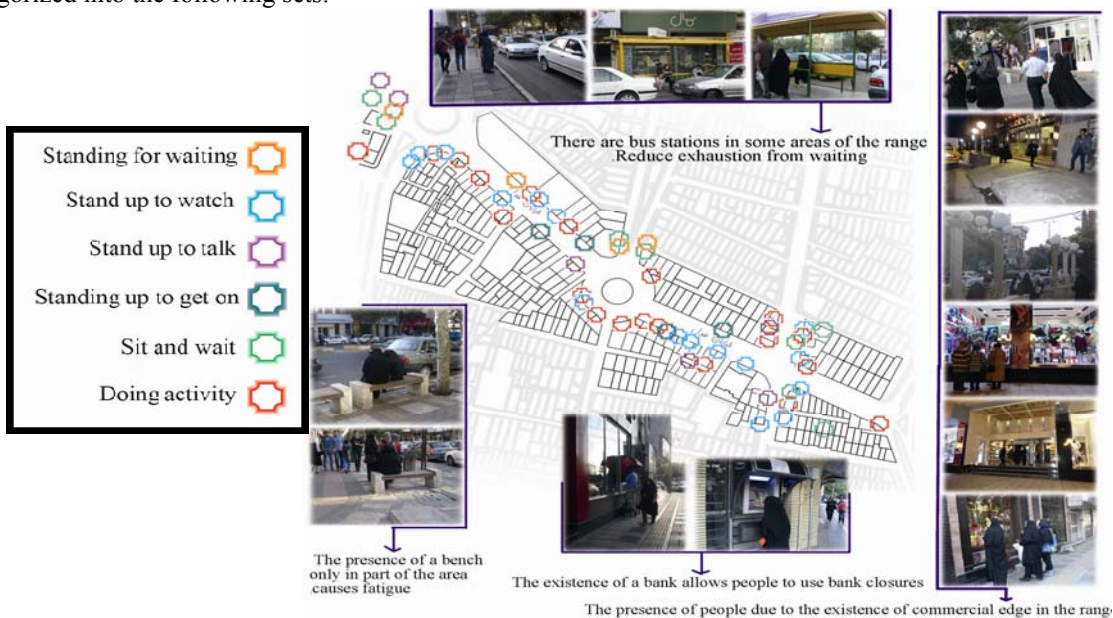 gorized into the following sets:
Standing for waiting
Stand up to watch
Stand up to talk
Standing up to get on
Sit and wait
Doing activity
There are bus stations in some areas of the range
.Reduce exhaustion from waiting
The presence of a bench
only in part of the area
.causes fatigue
The existence of a bank allows people to use bank closures
The presence of people due to the existence of commercial edge in the range